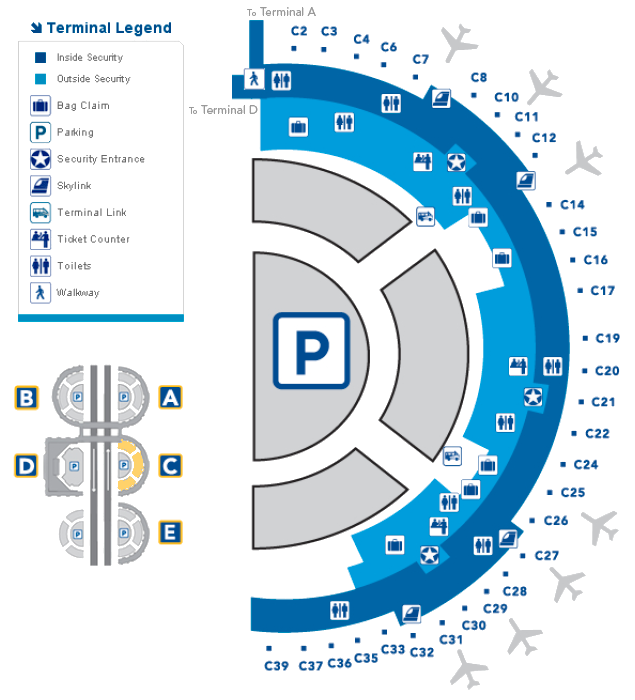 Terminal Legend
Inside Security
Outside Security
Bag Claim
P Parking
Security Entrance
Skylink
Terminal Link
Ticket Counter
Toilets
Walkway
To Terminal A
To Terminal D
C2
C3
C4
C6
C7
C8
C10
C11
C12
C14
C15
C16
C17
C19
C20
C21
C22
C24
C25
C26
C27
C28
C29
C30
C31
C32
C33
C35
C36
C37
C39
P
B
A
D
C
E
P
P
P
P
P
P